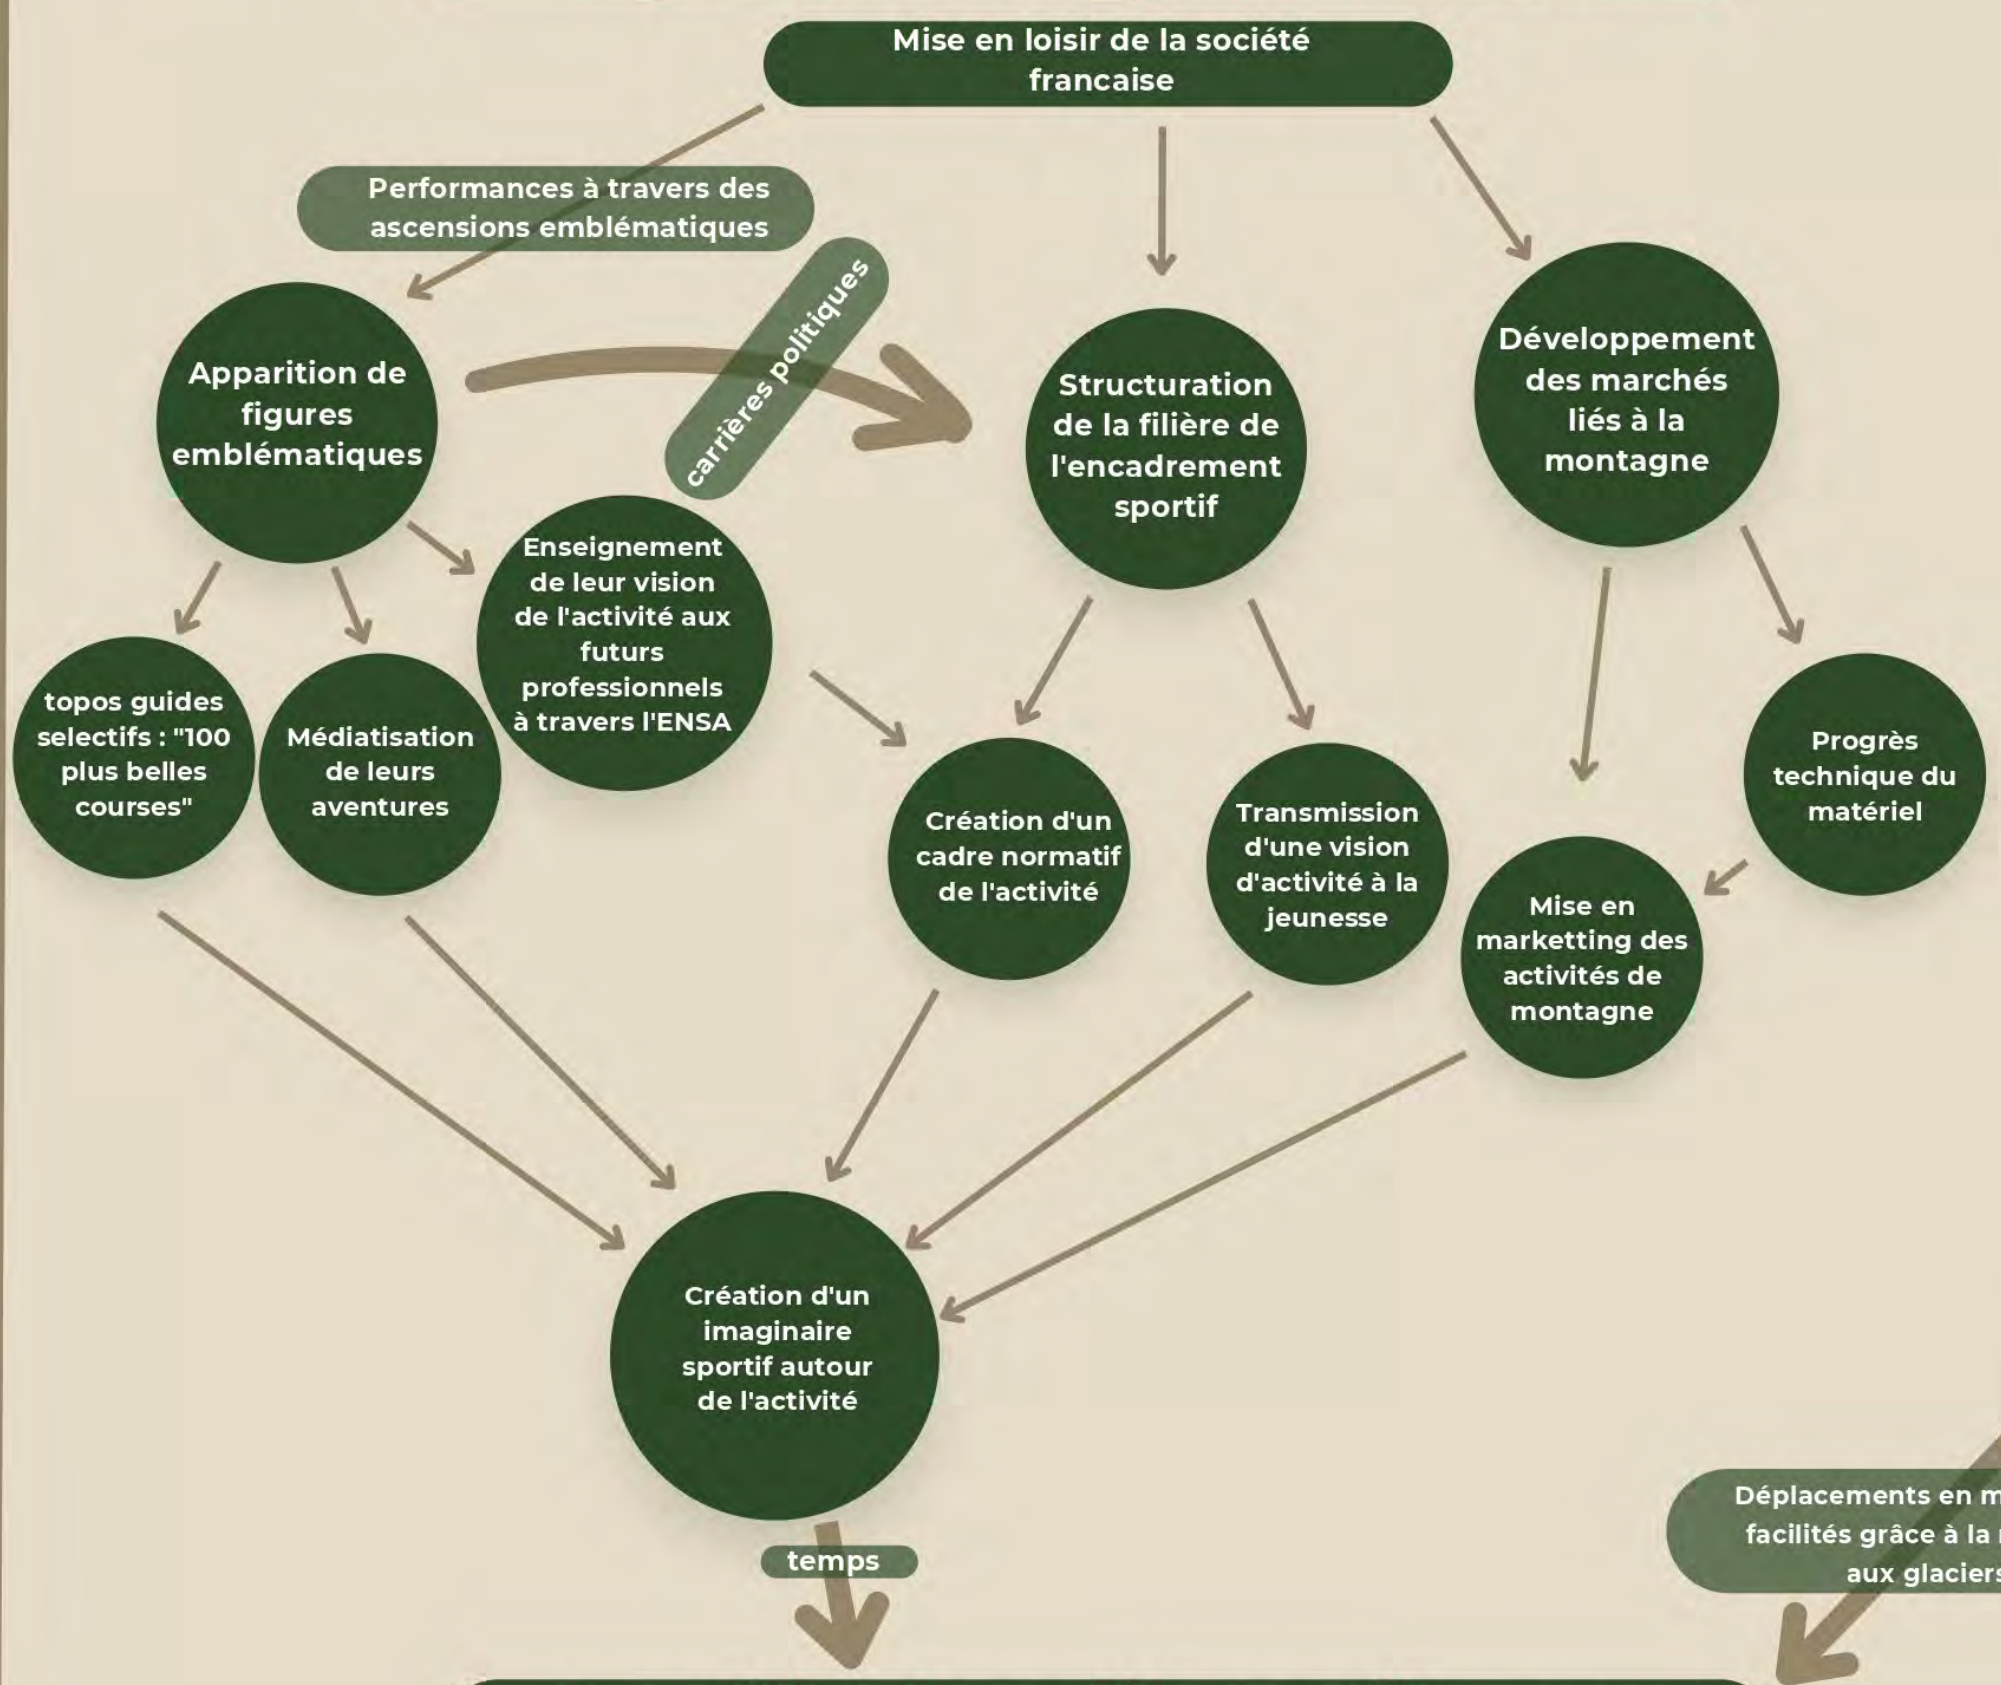 Mise en loisir de la société
francaise
Performances à travers des
ascensions emblématiques
carrières politiques
Apparition de
figures
emblématiques
Structuration
de la filière de
l'encadrement
sportif
Développement
des marchés
liés à la
montagne
Enseignement
de leur vision
de l'activité aux
futurs
professionnels
à travers l'ENSA
topos guides
selectifs : "100
plus belles
courses"
Médiatisation
de leurs
aventures
Création d'un
cadre normatif
de l'activité
Transmission
d'une vision
d'activité à la
jeunesse
Progrès
technique du
matériel
Mise en
marketting des
activités de
montagne
Création d'un
imaginaire
sportif autour
de l'activité
temps
Déplacements en
facilités grâce à la
aux glaciers